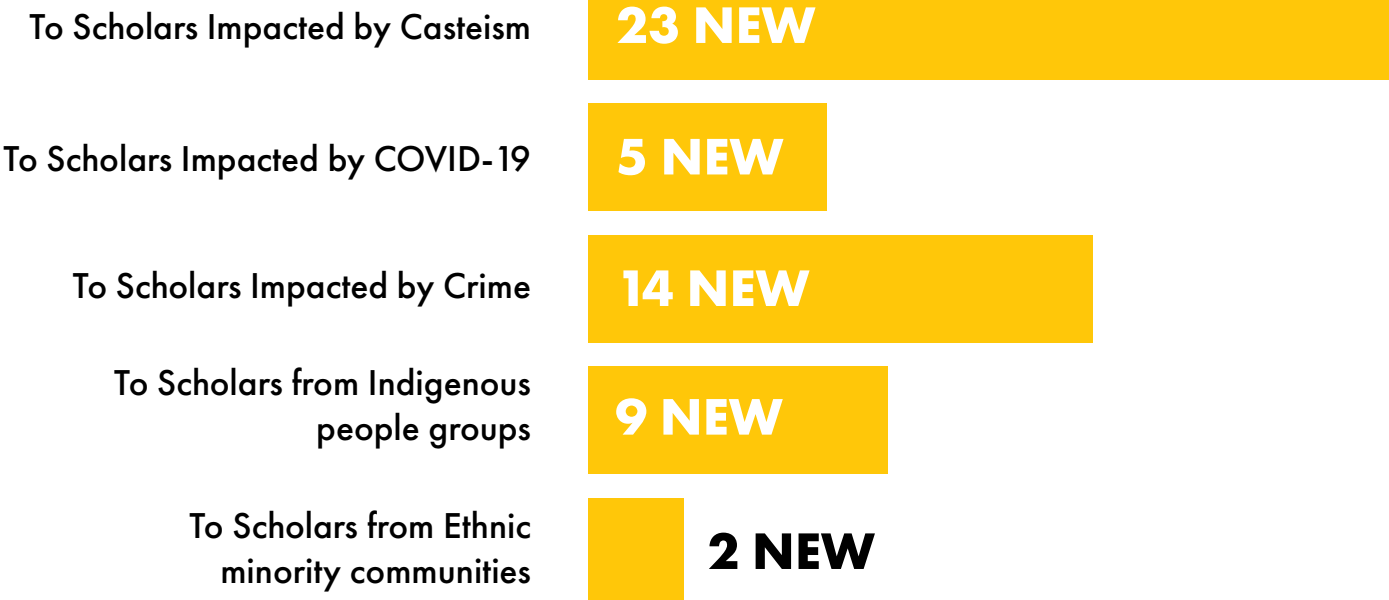 To Scholars Impacted by Casteism
23 NEW
To Scholars Impacted by COVID-19
5 NEW
To Scholars Impacted by Crime
14 NEW
To Scholars from Indigenous
people groups
9 NEW
To Scholars from Ethnic
minority communities
2 NEW